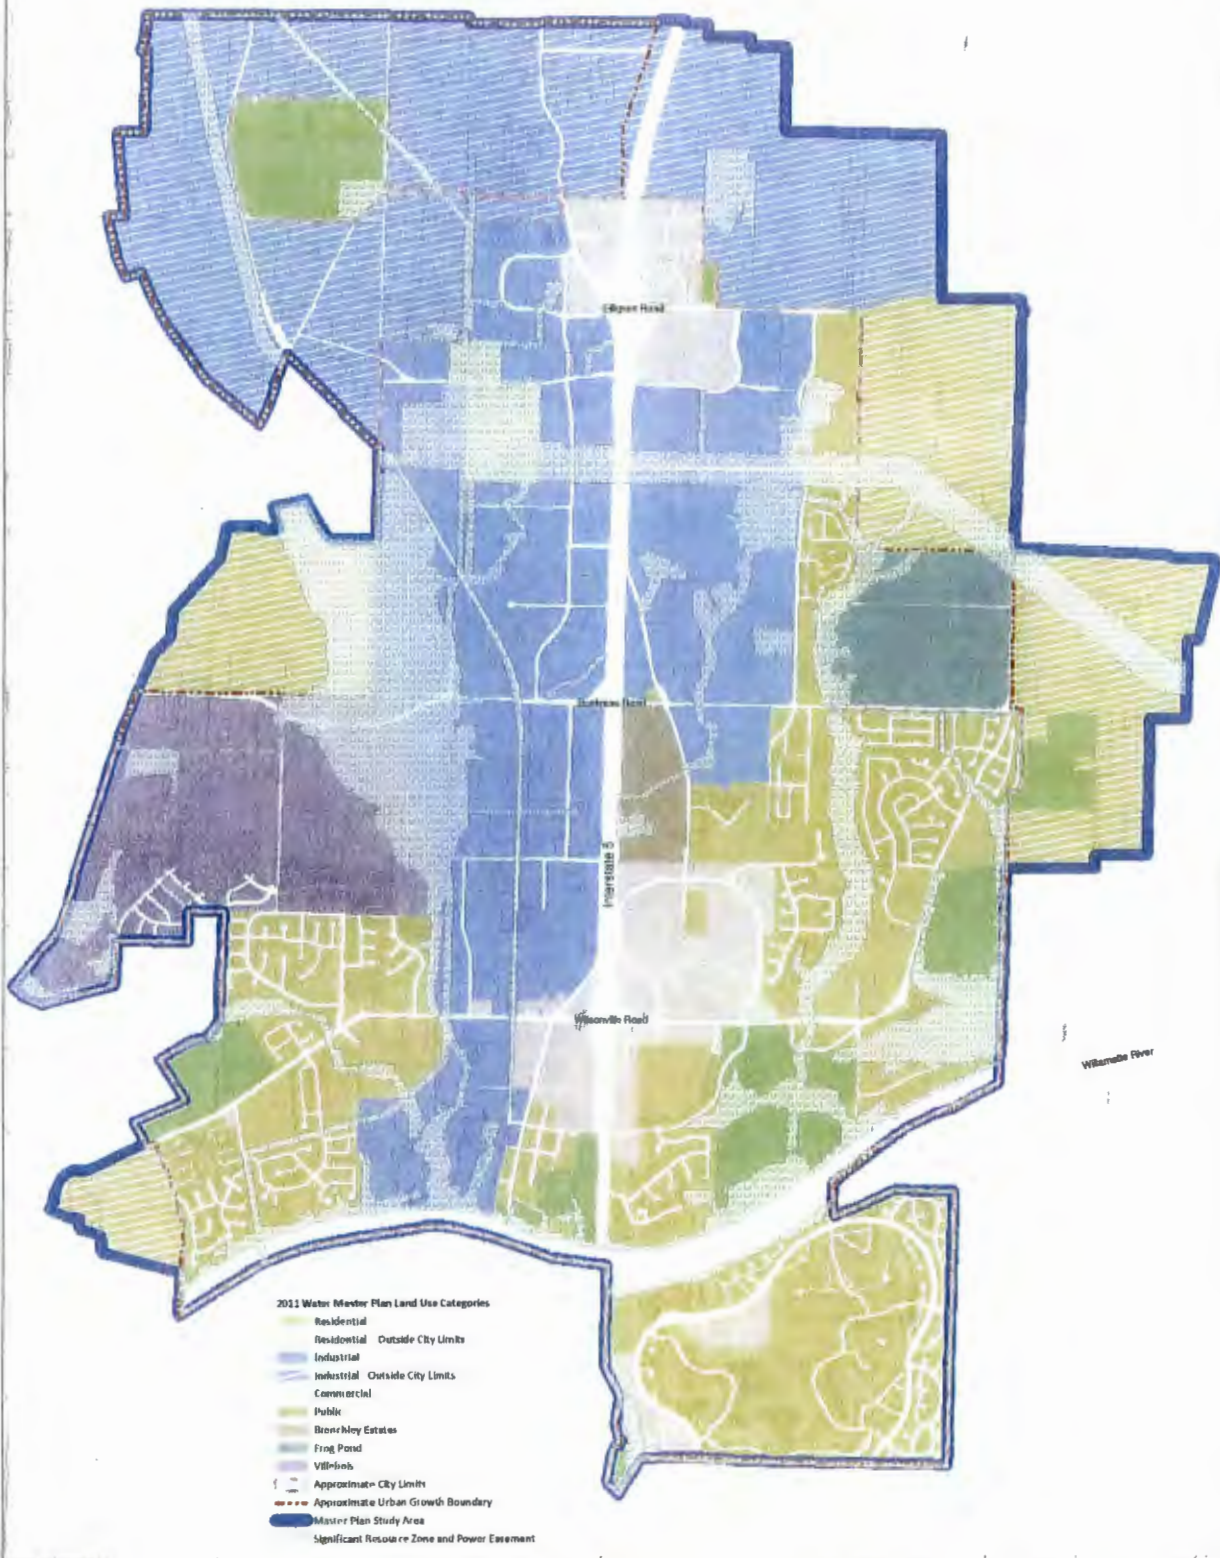 Elligsen Road
Boeckman Road
Interstate 5
Wilsonville Road
Willamette River
2011 Water Master Plan Land Use Categories
Residential
Residential Outside City Limits
Industrial
Industrial Outside City Limits
Commercial
Public
Brenchley Estates
Frog Pond
Villebois
Approximate City Limits
Approximate Urban Growth Boundary
Master Plan Study Area
Significant Resource Zone and Power Easement